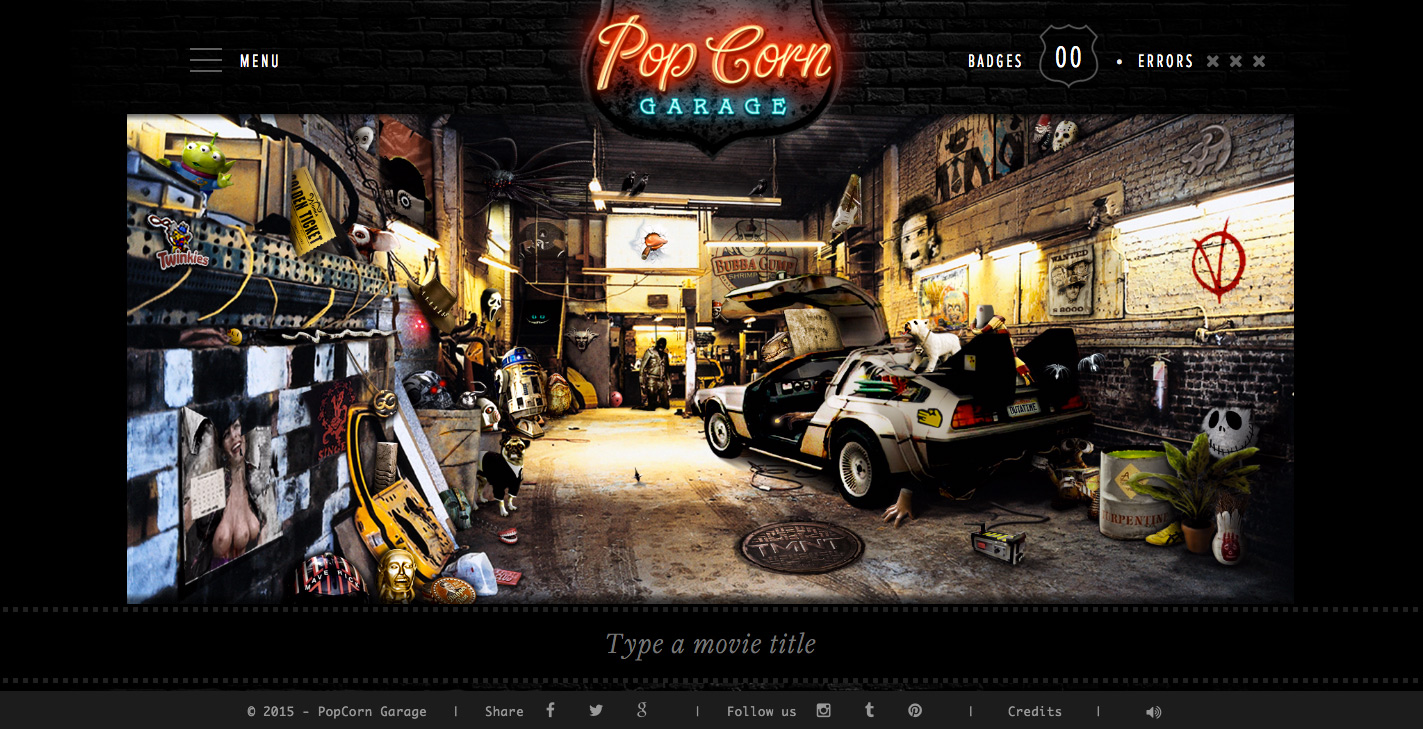 MENU
Pop Corn
GARAGE
BADGES 00 • ERRORS
GOLDEN TICKET
Twinkies
BUBBA GUMP
SHRIMP
WANTED
V
OUTATIME
TMNT
TURPENTINE
Type a movie title
© 2015 - PopCorn Garage | Share | Follow us | Credits |